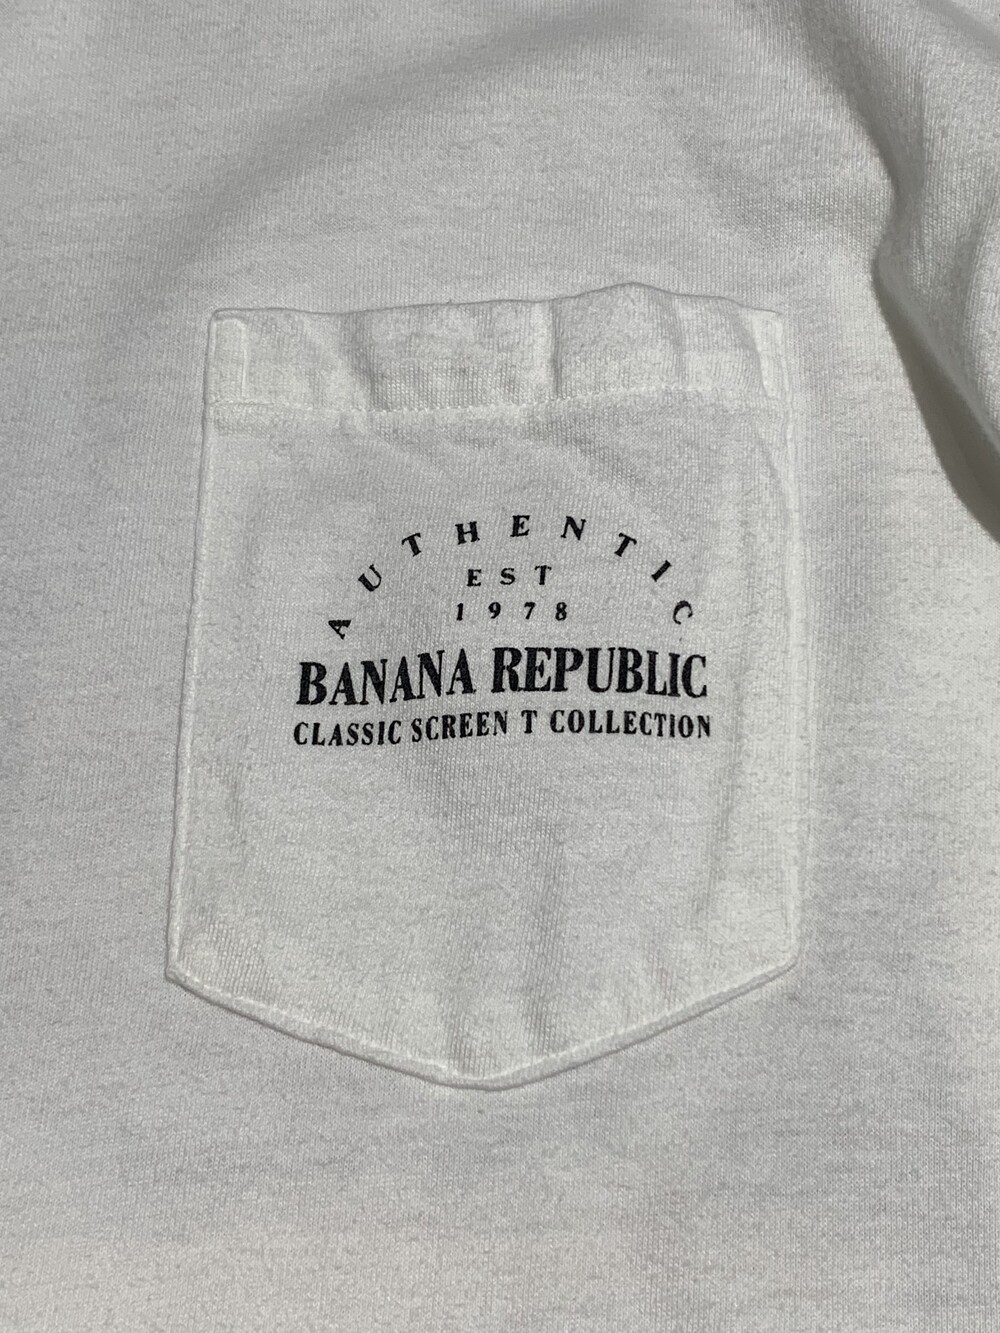 AUTHENTIC
EST
1978
BANANA REPUBLIC
CLASSIC SCREEN T COLLECTION